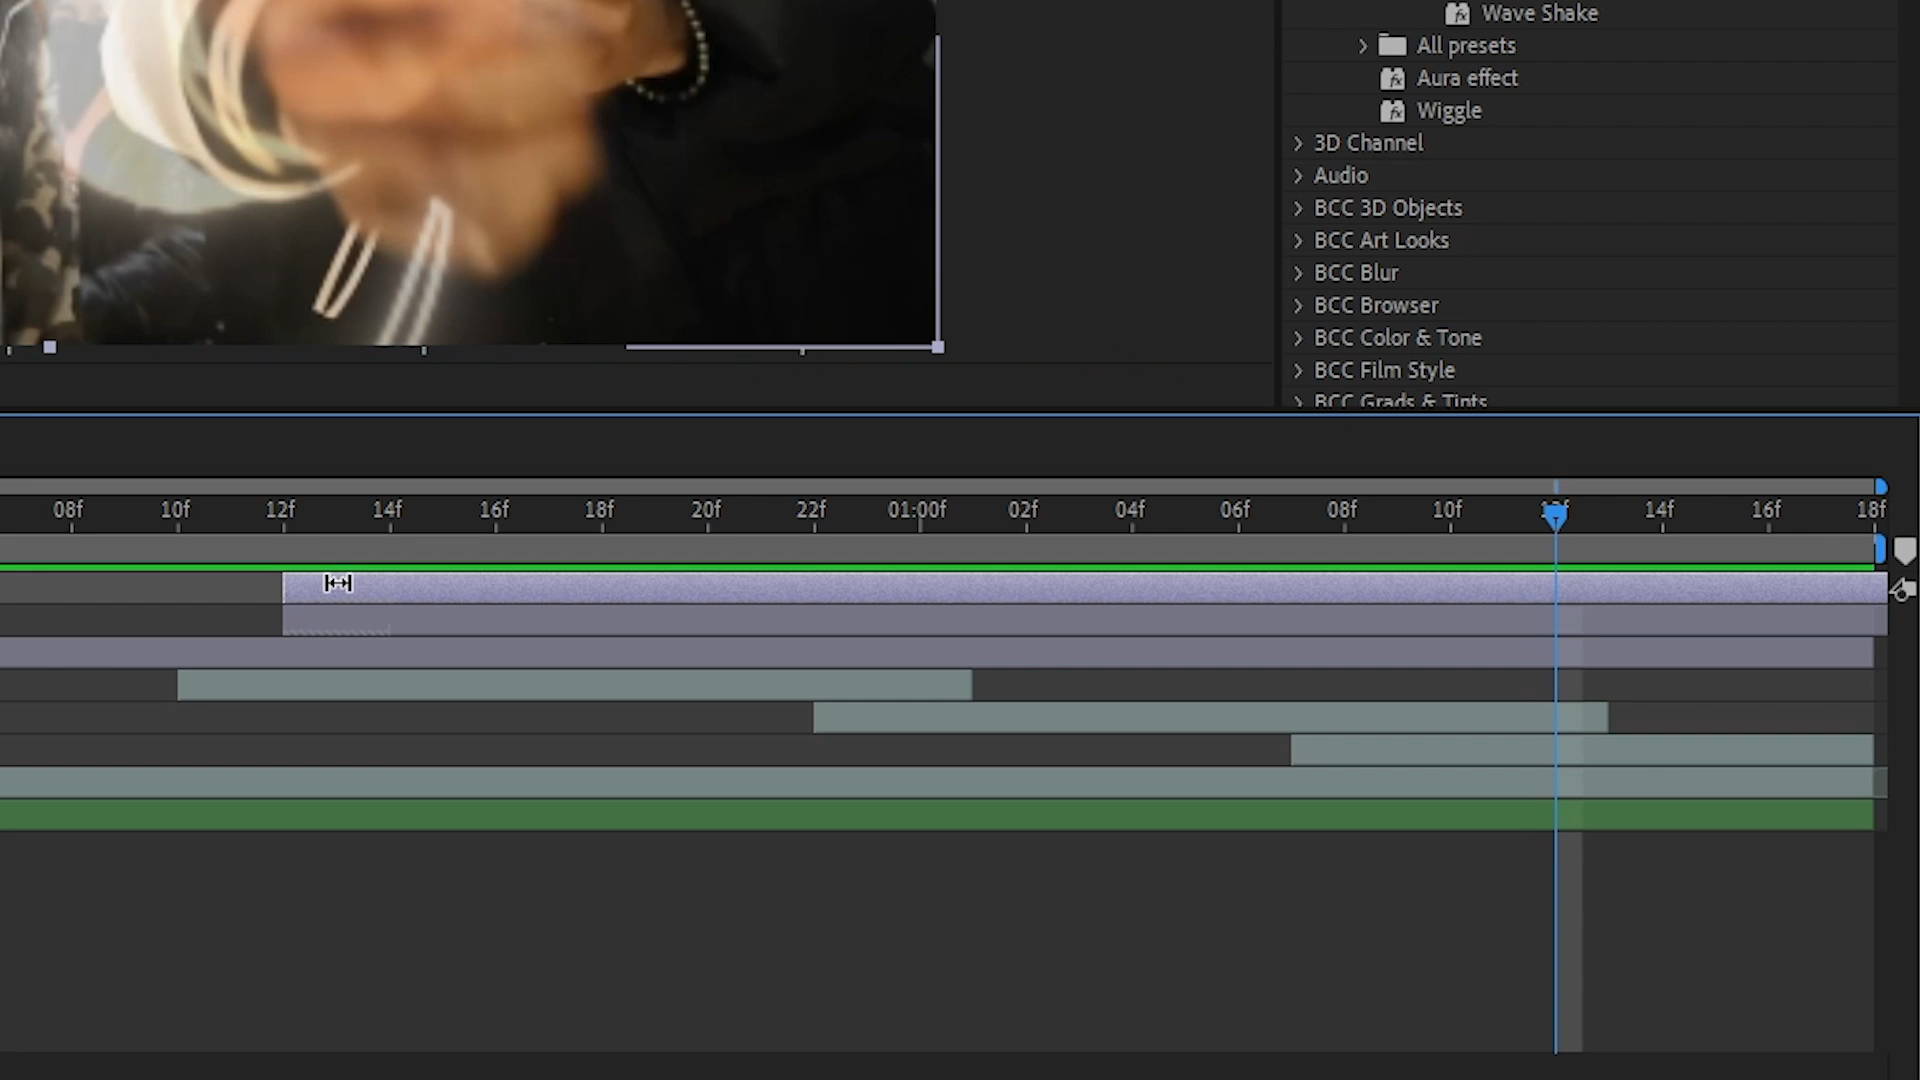 Wave Shake
All presets
Aura effect
Wiggle
3D Channel
Audio
BCC 3D Objects
BCC Art Looks
BCC Blur
BCC Browser
BCC Color & Tone
BCC Film Style
BCC Grads & Tints
08f 10f 12f 14f 16f 18f 20f 22f 01:00f 02f 04f 06f 08f 10f 12f 14f 16f 18f